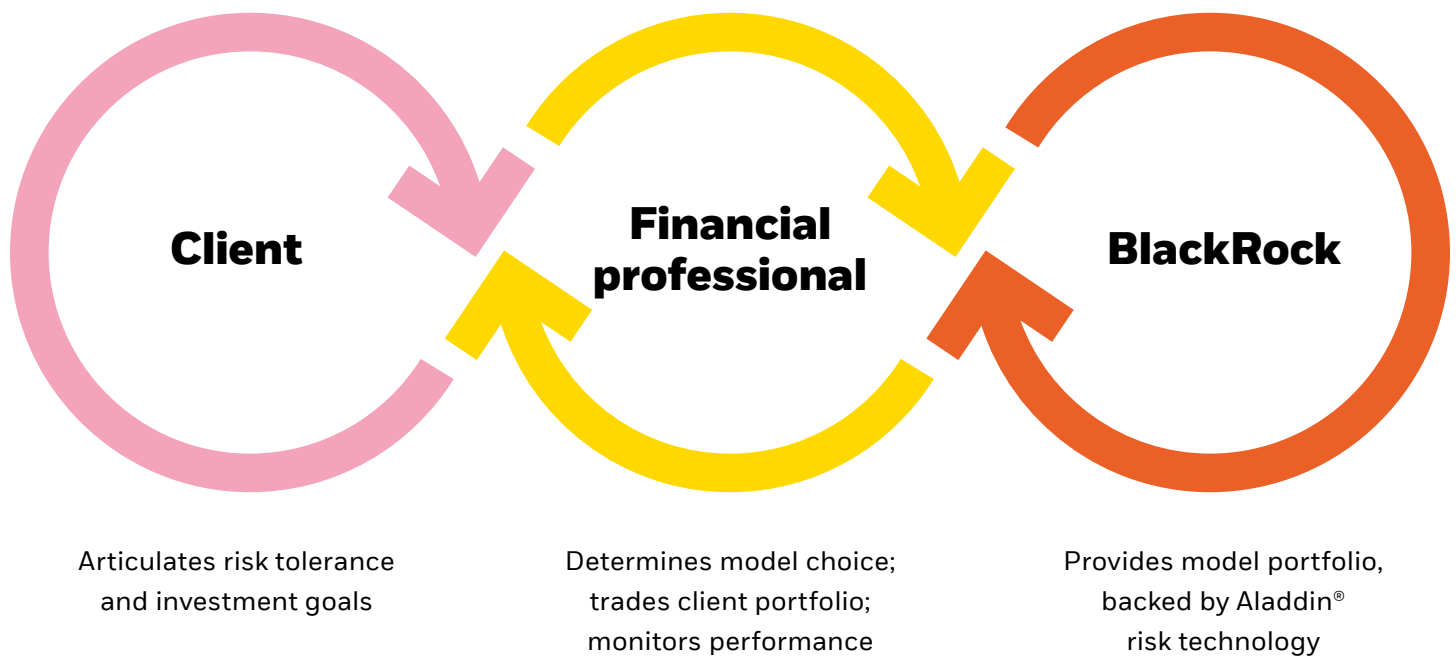 Client
Financial
professional
BlackRock
Articulates risk tolerance
and investment goals
Determines model choice;
trades client portfolio;
monitors performance
Provides model portfolio,
backed by Aladdin®
risk technology